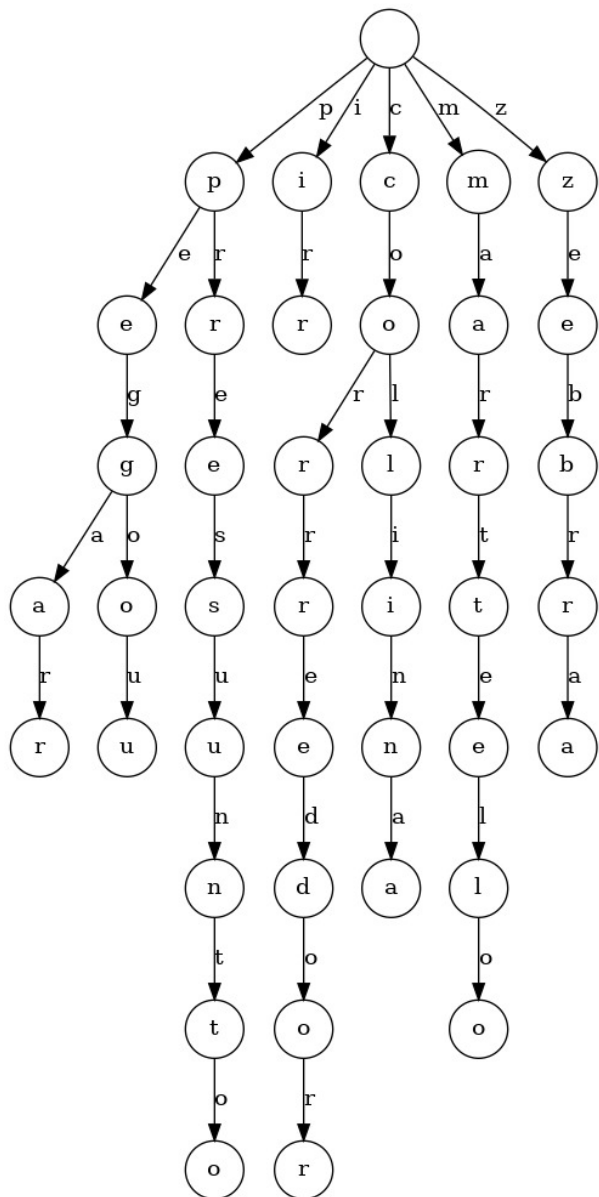 p i c m z
p i c m z
e r r o a e
e r r o a e
g e r l r b
g e r l r b
a o s r i t r
a o s r i t r
r u u e n e a
r u u e n e a
n d a l
n d a l
t o o
t o o
o r
o r